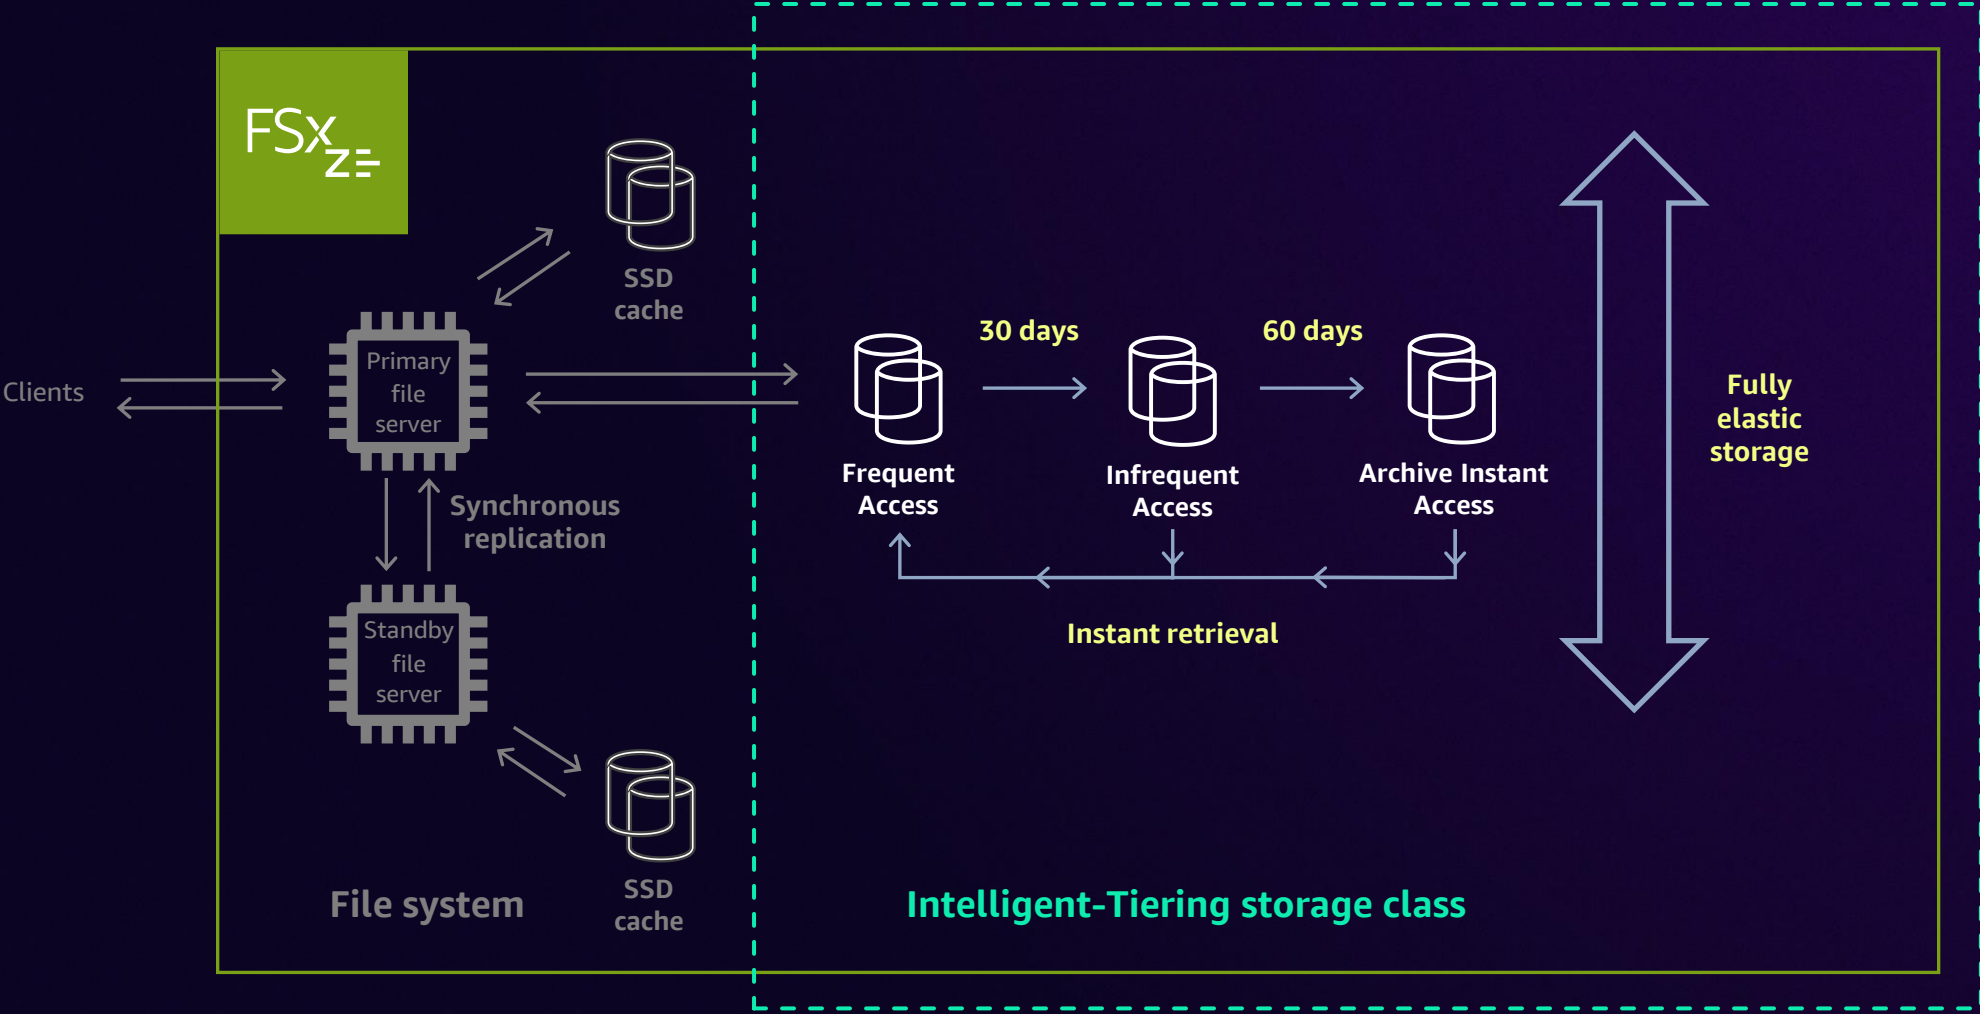 FSx
Z
SSD
cache
Clients
Primary
file
server
Synchronous
replication
Standby
file
server
SSD
cache
File system
30 days
60 days
Frequent
Access
Infrequent
Access
Archive Instant
Access
Instant retrieval
Fully
elastic
storage
Intelligent-Tiering storage class